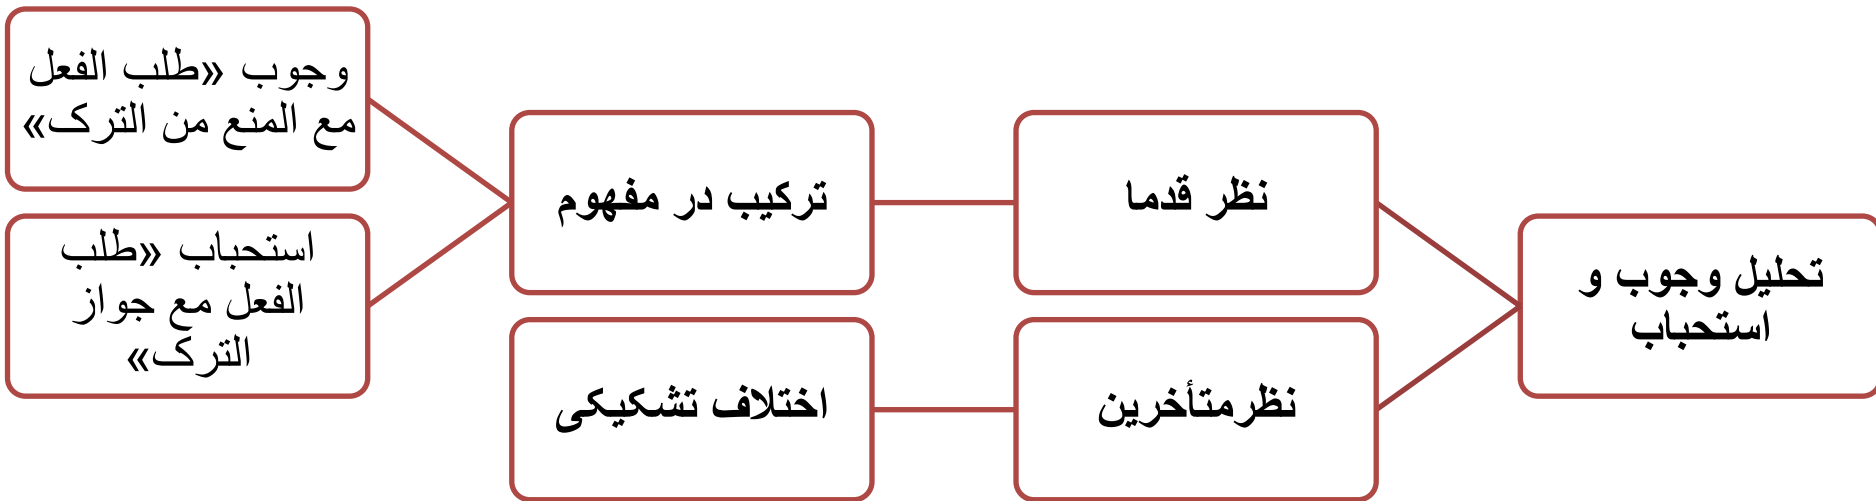 تحلیل وجوب و
استحباب
نظر قدما
ترکیب در مفهوم
وجوب «طلب الفعل
مع المنع من الترک»
استحباب «طلب
الفعل مع جواز
الترک»
نظرمتأخرین
اختلاف تشکیکی